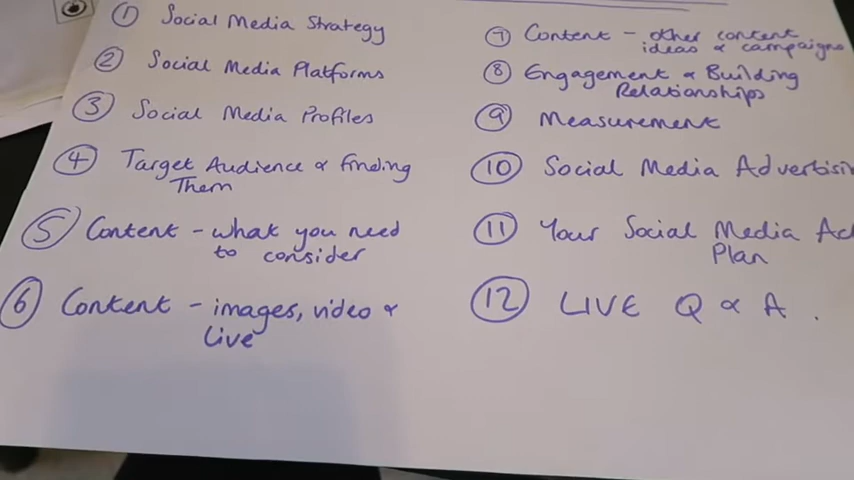 ① Social Media Strategy
② Social Media Platforms
③ Social Media Profiles
④ Target Audience & finding
Them
⑤ Content - what you need
to consider
⑥ Content - images, video &
Live
⑦ Content - other content
ideas & campaigns
⑧ Engagement & Building
Relationships
⑨ Measurement
⑩ Social Media Advertisin
⑪ Your Social Media Ac
Plan
⑫ LIVE Q & A.